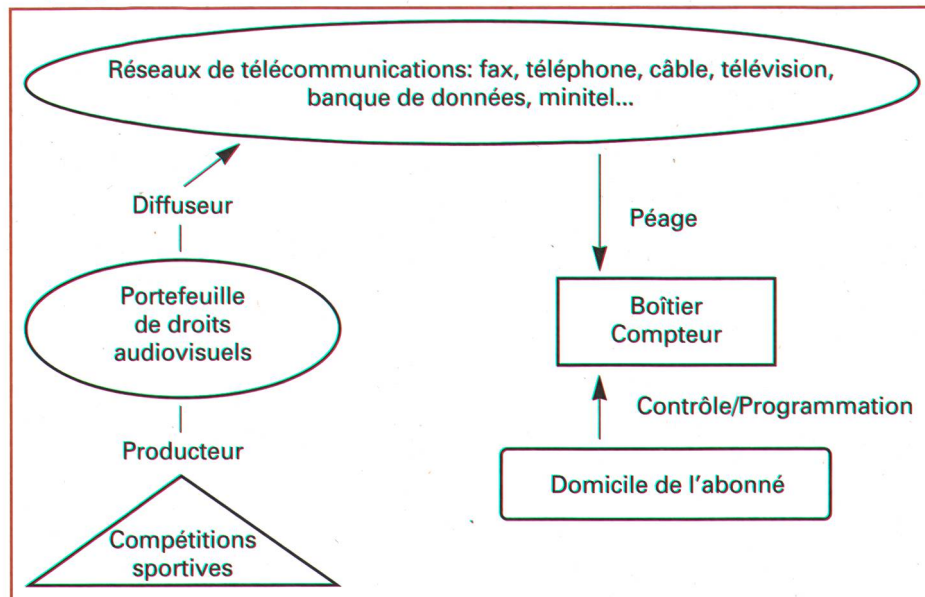 Réseaux de télécommunications: fax, téléphone, câble, télévision,
banque de données, minitel...
Diffuseur
Péage
Portefeuille
de droits
audiovisuels
Boîtier
Compteur
Contrôle/Programmation
Producteur
Domicile de l'abonné
Compétitions
sportives